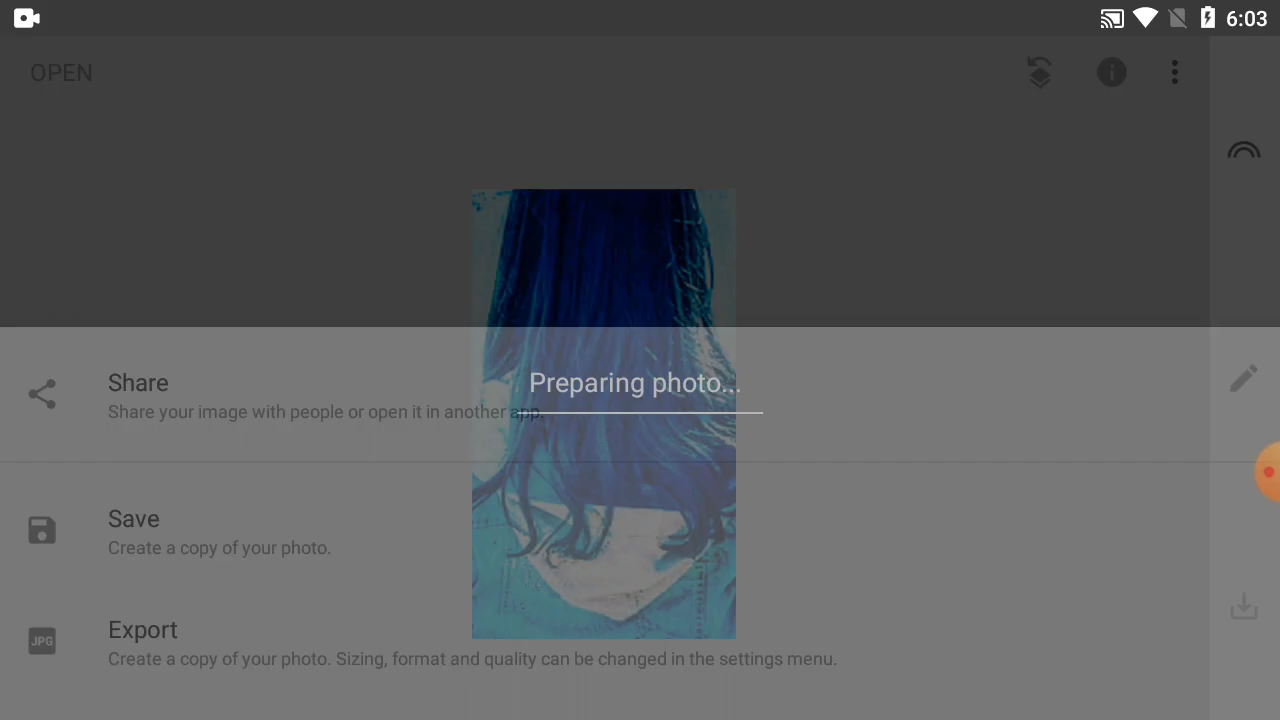 6:03
OPEN
Preparing photo...
Share
Share your image with people or open it in another app.
Save
Create a copy of your photo.
JPG
Export
Create a copy of your photo. Sizing, format and quality can be changed in the settings menu.